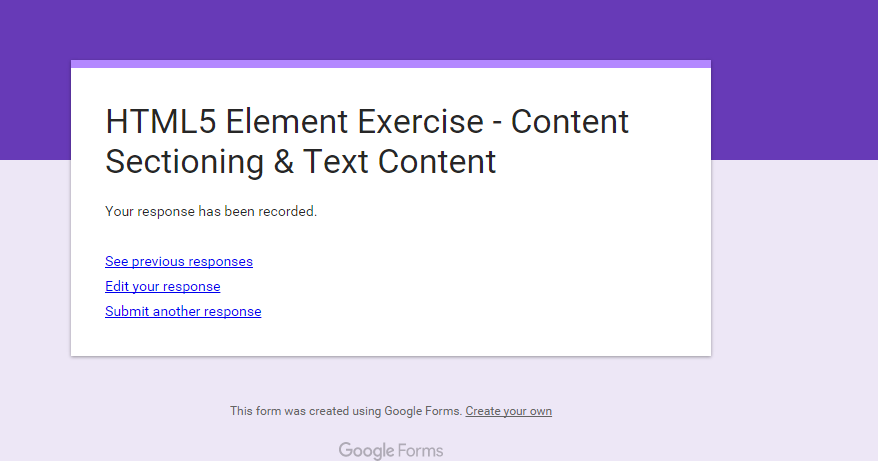 HTML5 Element Exercise - Content
Sectioning & Text Content
Your response has been recorded.
See previous responses
Edit your response
Submit another response
This form was created using Google Forms. Create your own
Google Forms